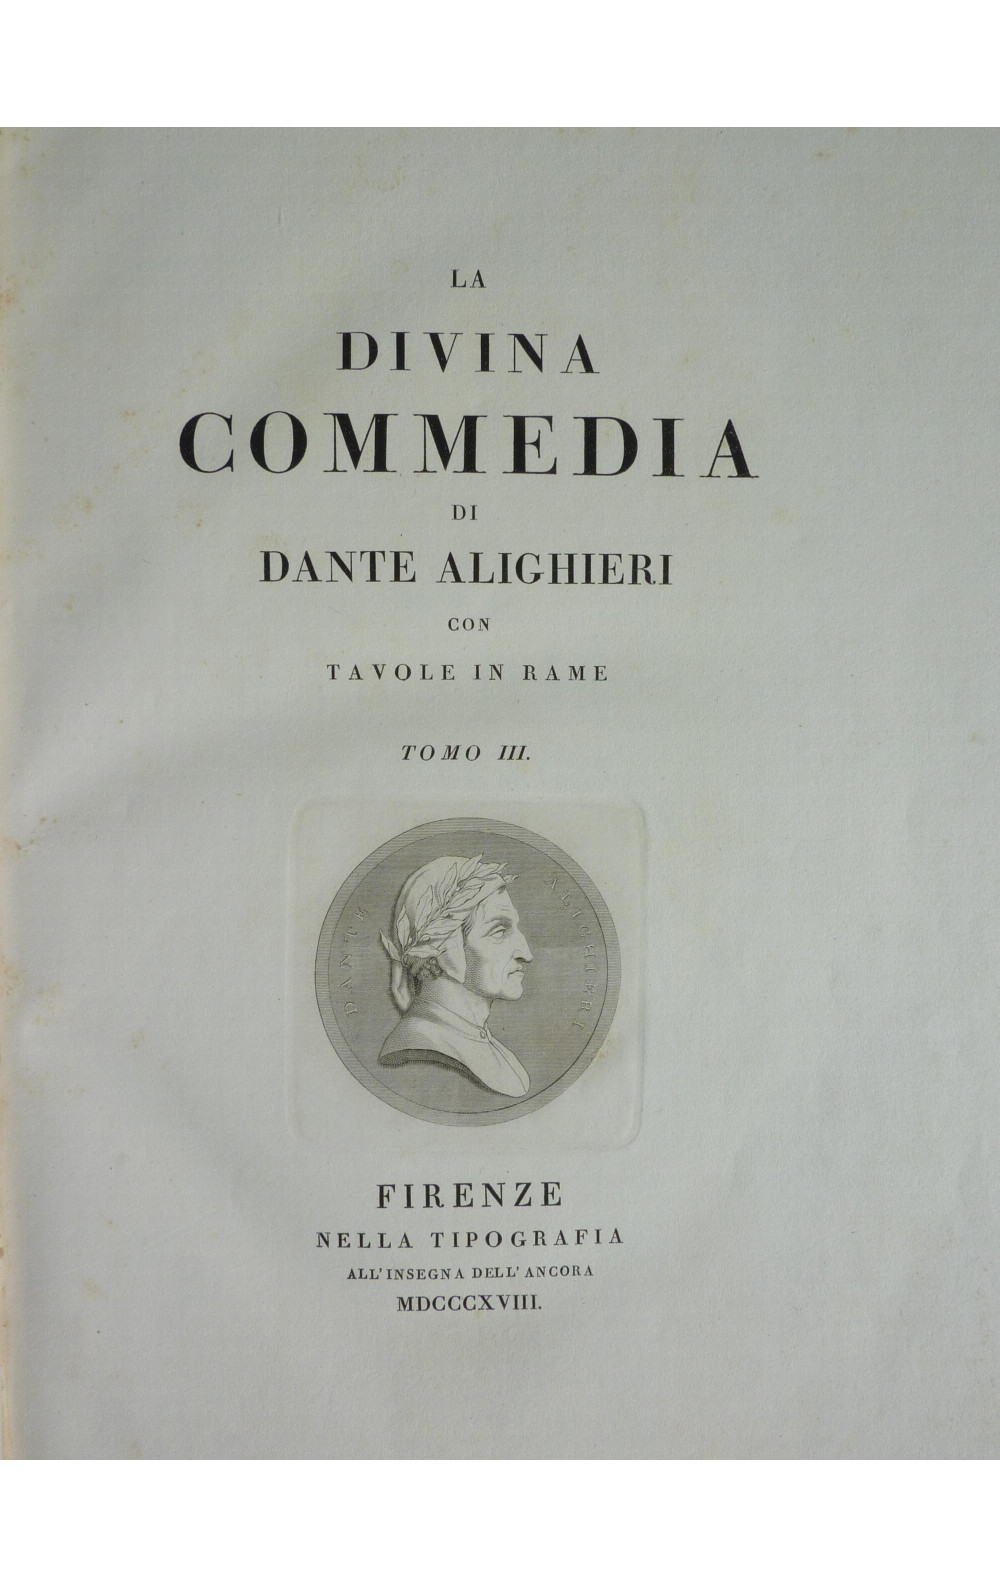 LA
DIVINA
COMMEDIA
DI
DANTE ALIGHIERI
CON
TAVOLE IN RAME
TOMO III.
DANTE ALIGHIERI
FIRENZE
NELLA TIPOGRAFIA
ALL'INSEGNA DELL'ANCORA
MDCCCXVIII.